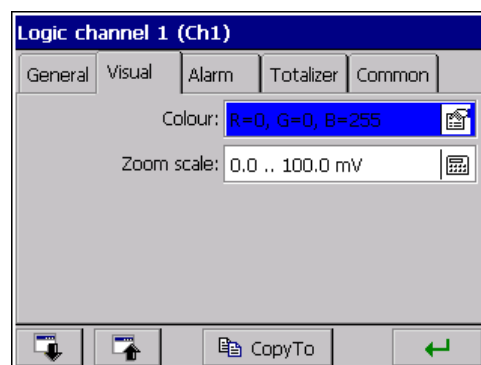 Logic channel 1 (Ch1)
General Visual Alarm Totalizer Common
Colour: R=0, G=0, B=255
Zoom scale: 0.0 .. 100.0 mV
CopyTo